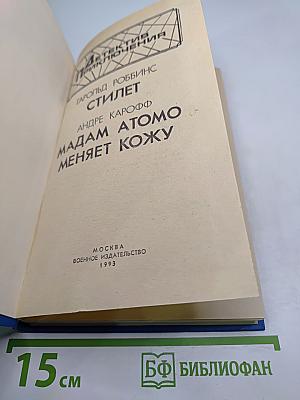 ДЕТЕКТИВ
ПРИКЛЮЧЕНИЯ
ГАРОЛЬД РОББИНС
СТИЛЕТ
АНДРЕ КАРОФФ
МАДАМ АТОМО
МЕНЯЕТ КОЖУ
МОСКВА
ВОЕННОЕ ИЗДАТЕЛЬСТВО
1993
15 см
БФ БИБЛИОФАН